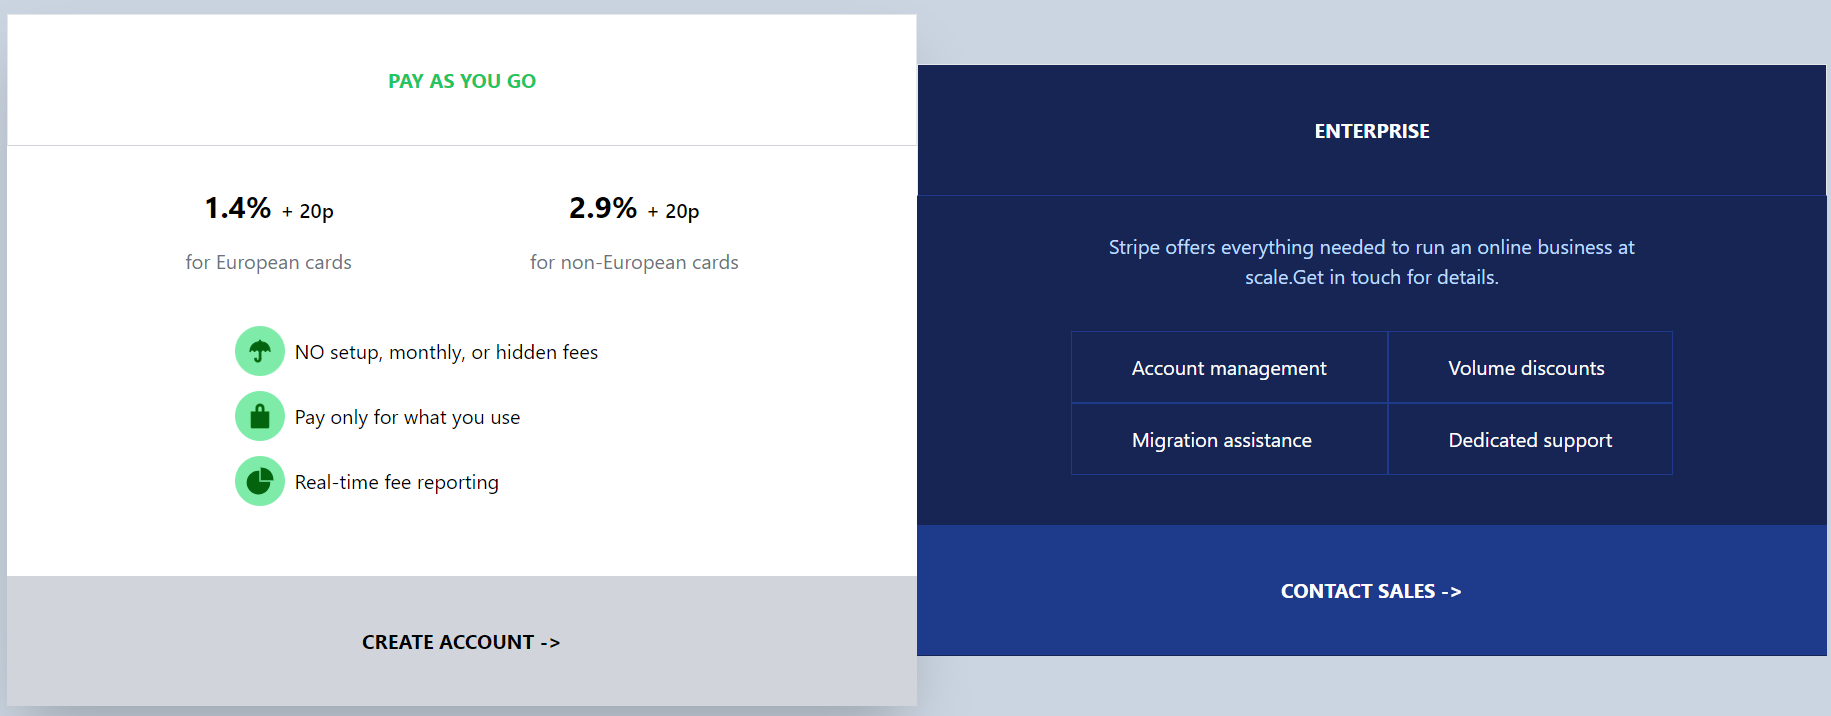 PAY AS YOU GO
1.4% + 20p
for European cards
2.9% + 20p
for non-European cards
NO setup, monthly, or hidden fees
Pay only for what you use
Real-time fee reporting
CREATE ACCOUNT ->
ENTERPRISE
Stripe offers everything needed to run an online business at
scale.Get in touch for details.
Account management
Volume discounts
Migration assistance
Dedicated support
CONTACT SALES ->